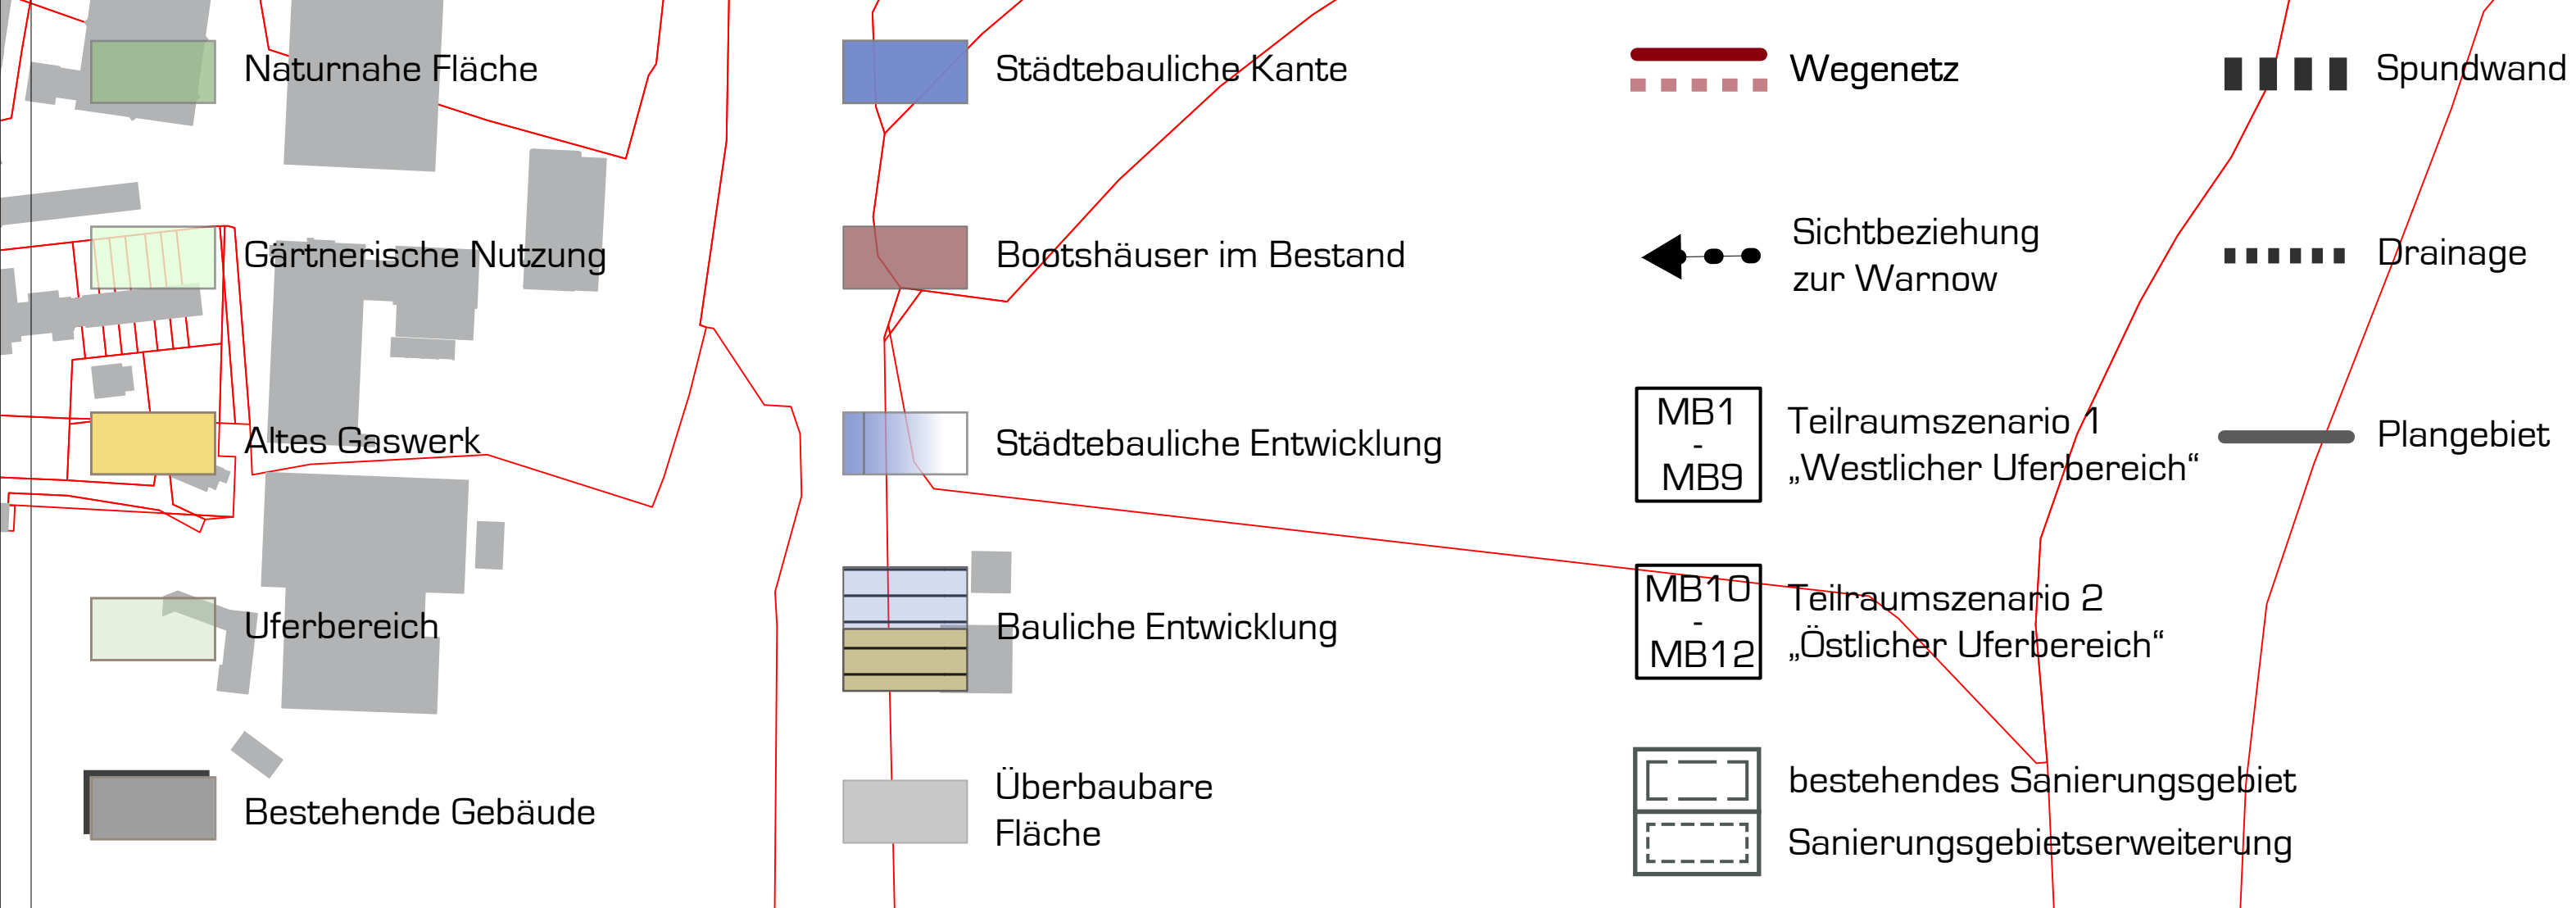 Naturnahe Fläche
Gärtnerische Nutzung
Altes Gaswerk
Uferbereich
Bestehende Gebäude
Städtebauliche Kante
Bootshäuser im Bestand
Städtebauliche Entwicklung
Bauliche Entwicklung
Überbaubare
Fläche
Wegenetz
Sichtbeziehung
zur Warnow
MB1
-
MB9
Teilraumszenario 1
„Westlicher Uferbereich“
MB10
-
MB12
Teilraumszenario 2
„Östlicher Uferbereich“
bestehendes Sanierungsgebiet
Sanierungsgebietserweiterung
Spundwand
Drainage
Plangebiet